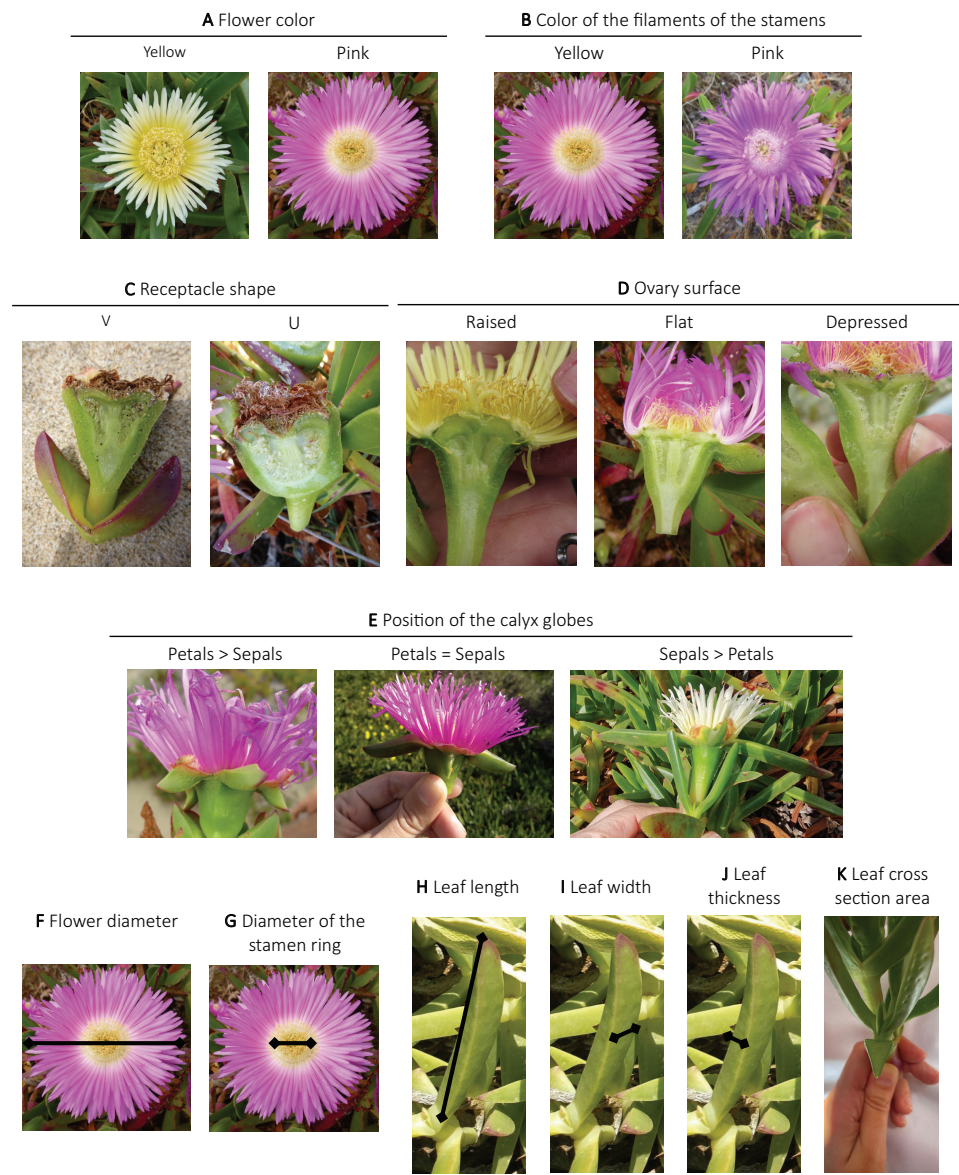 A Flower color
B Color of the filaments of the stamens
Yellow
Pink
Yellow
Pink
C Receptacle shape
D Ovary surface
V
U
Raised
Flat
Depressed
E Position of the calyx globes
Petals > Sepals
Petals = Sepals
Sepals > Petals
F Flower diameter
G Diameter of the
stamen ring
H Leaf length
I Leaf width
J Leaf
thickness
K Leaf cross
section area